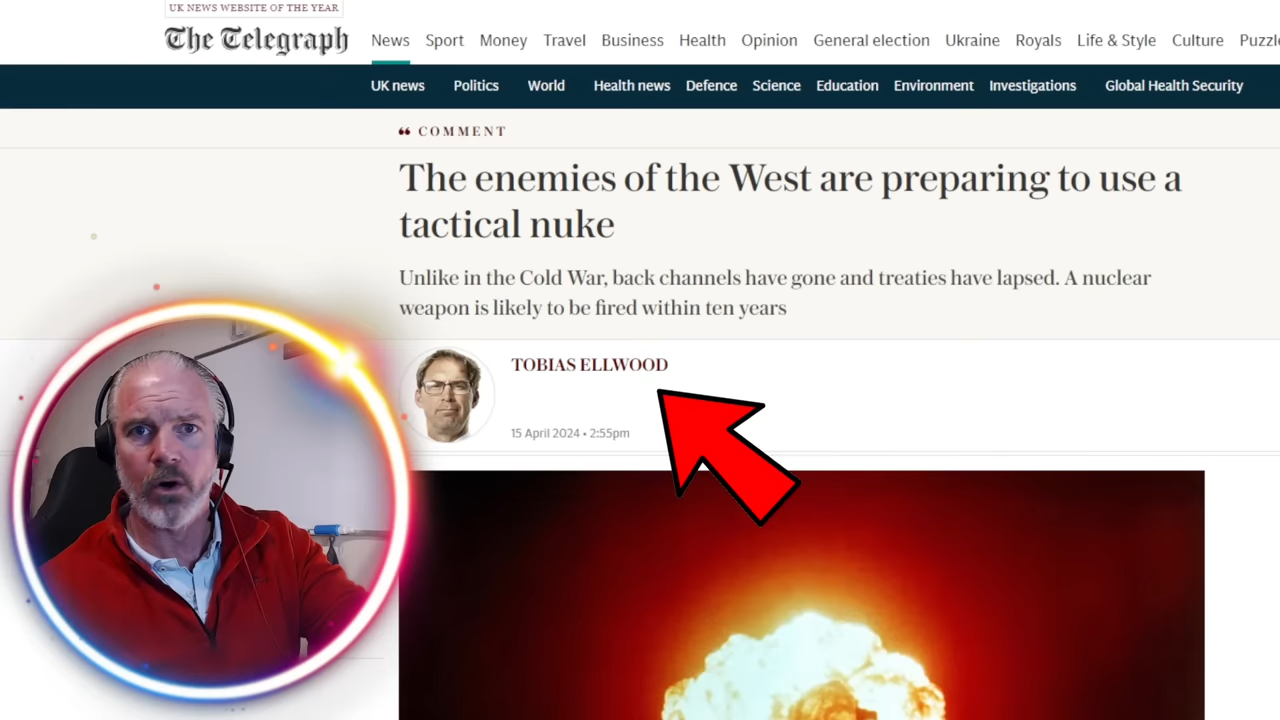 UK NEWS WEBSITE OF THE YEAR
The Telegraph
News Sport Money Travel Business Health Opinion General election Ukraine Royals Life & Style Culture Puzzle
UK news Politics World Health news Defence Science Education Environment Investigations Global Health Security
COMMENT
The enemies of the West are preparing to use a
tactical nuke
Unlike in the Cold War, back channels have gone and treaties have lapsed. A nuclear
weapon is likely to be fired within ten years
TOBIAS ELLWOOD
15 April 2024 • 2:55pm